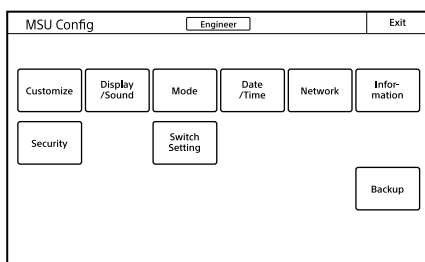 MSU Config
Engineer
Exit
Customize
Display
/Sound
Mode
Date
/Time
Network
Infor-
mation
Security
Switch
Setting
Backup